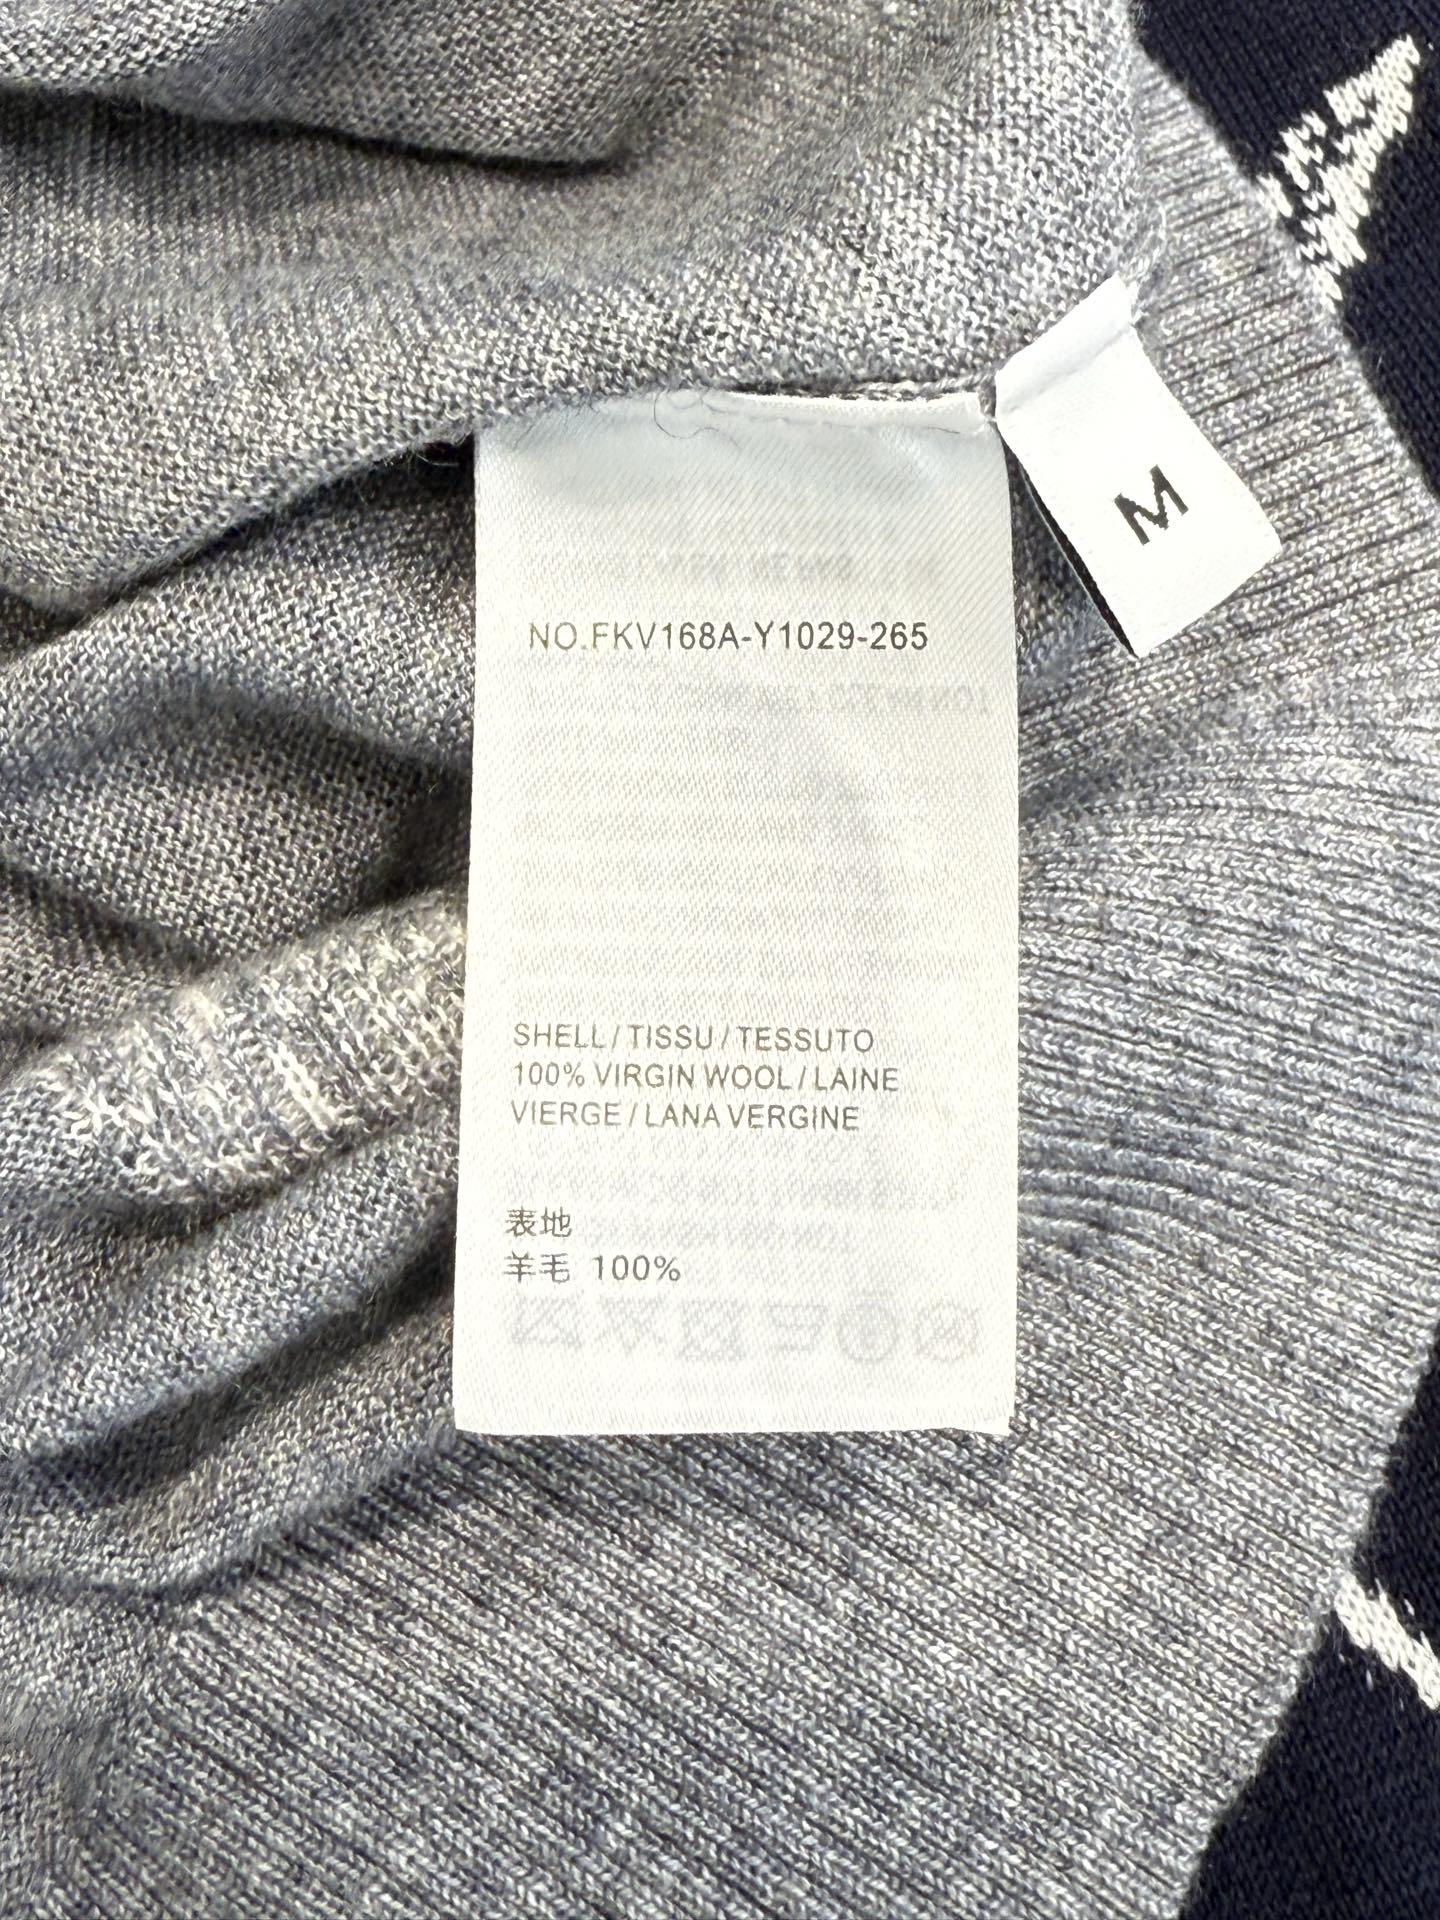 M
NO.FKV168A-Y1029-265
SHELL / TISSU / TESSUTO
100% VIRGIN WOOL / LAINE
VIERGE / LANA VERGINE
表地
羊毛 100%